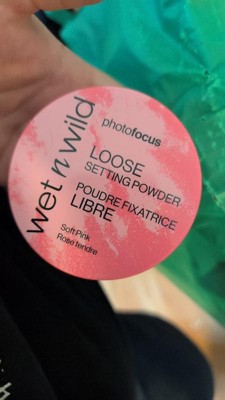 wet n wild
photofocus
LOOSE
SETTING POWDER
POUDRE FIXATRICE
LIBRE
Soft Pink
Rose tendre